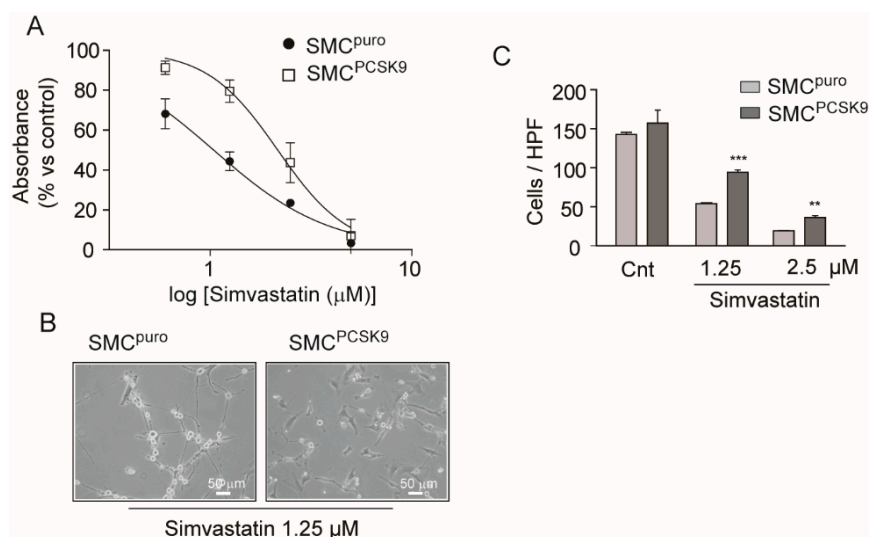 A
100
80
60
40
20
0
Absorbance
(% vs control)
1
10
log [Simvastatin (μM)]
SMCpuro
SMCPCSK9
B
SMCpuro
SMCPCSK9
50 μm
50 μm
Simvastatin 1.25 μM
C
SMCpuro
SMCPCSK9
200
150
100
50
0
Cells / HPF
***
**
Cnt
1.25
2.5
μM
Simvastatin